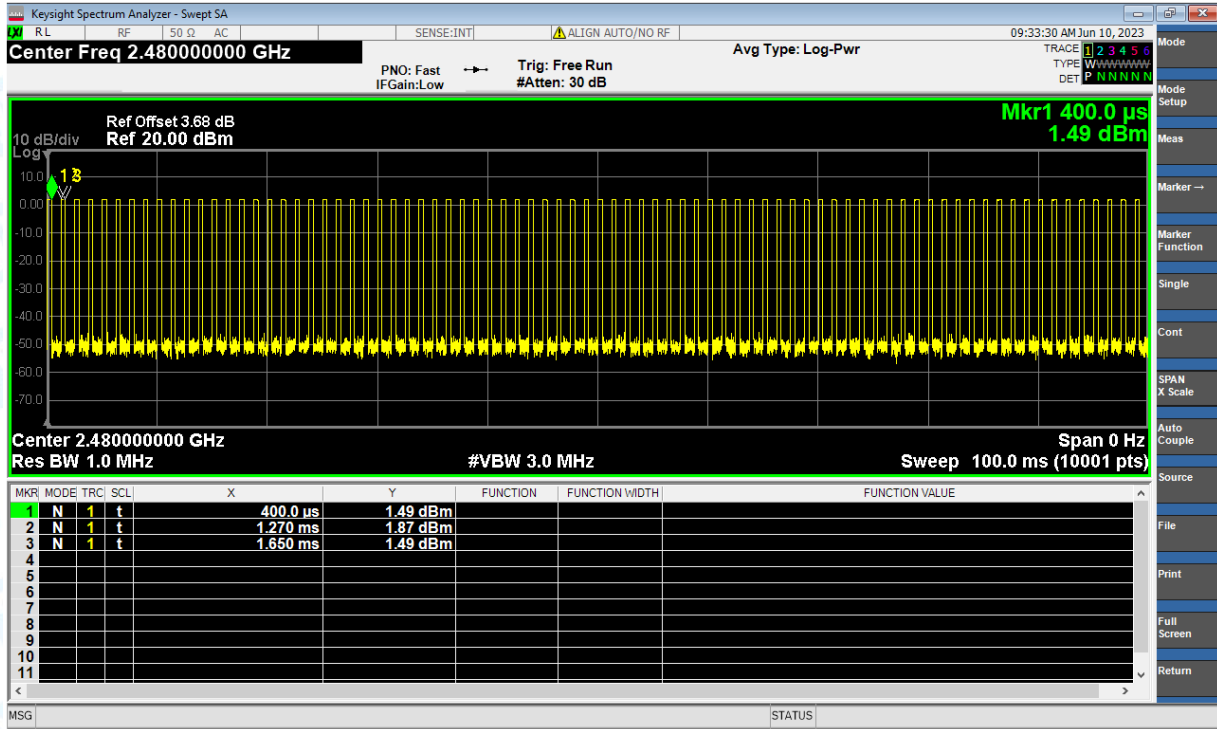 Keysight Spectrum Analyzer - Swept SA
LXI RL RF 50 Ω AC SENSE:INT ALIGN AUTO/NO RF 09:33:30 AM Jun 10, 2023
Center Freq 2.480000000 GHz
PNO: Fast
IFGain:Low
Trig: Free Run
#Atten: 30 dB
Avg Type: Log-Pwr
TRACE 1 2 3 4 5 6
TYPE WWWWWWW
DET P N N N N N
Mkr1 400.0 µs
1.49 dBm
Ref Offset 3.68 dB
10 dB/div Ref 20.00 dBm
Log
10.0
0.00
-10.0
-20.0
-30.0
-40.0
-50.0
-60.0
-70.0
1 3
Center 2.480000000 GHz Span 0 Hz
Res BW 1.0 MHz #VBW 3.0 MHz Sweep 100.0 ms (10001 pts)
MKR MODE TRC SCL X Y FUNCTION FUNCTION WIDTH FUNCTION VALUE
1 N 1 t 400.0 µs 1.49 dBm
2 N 1 t 1.270 ms 1.87 dBm
3 N 1 t 1.650 ms 1.49 dBm
4
5
6
7
8
9
10
11
MSG STATUS
Mode
Mode
Setup
Meas
Marker →
Marker
Function
Single
Cont
SPAN
X Scale
Auto
Couple
Source
File
Print
Full
Screen
Return